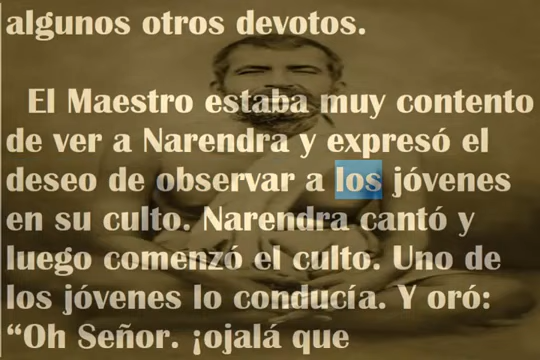 algunos otros devotos.
El Maestro estaba muy contento
de ver a Narendra y expresó el
deseo de observar a los jóvenes
en su culto. Narendra cantó y
luego comenzó el culto. Uno de
los jóvenes lo conducía. Y oró:
“Oh Señor. ¡ojalá que